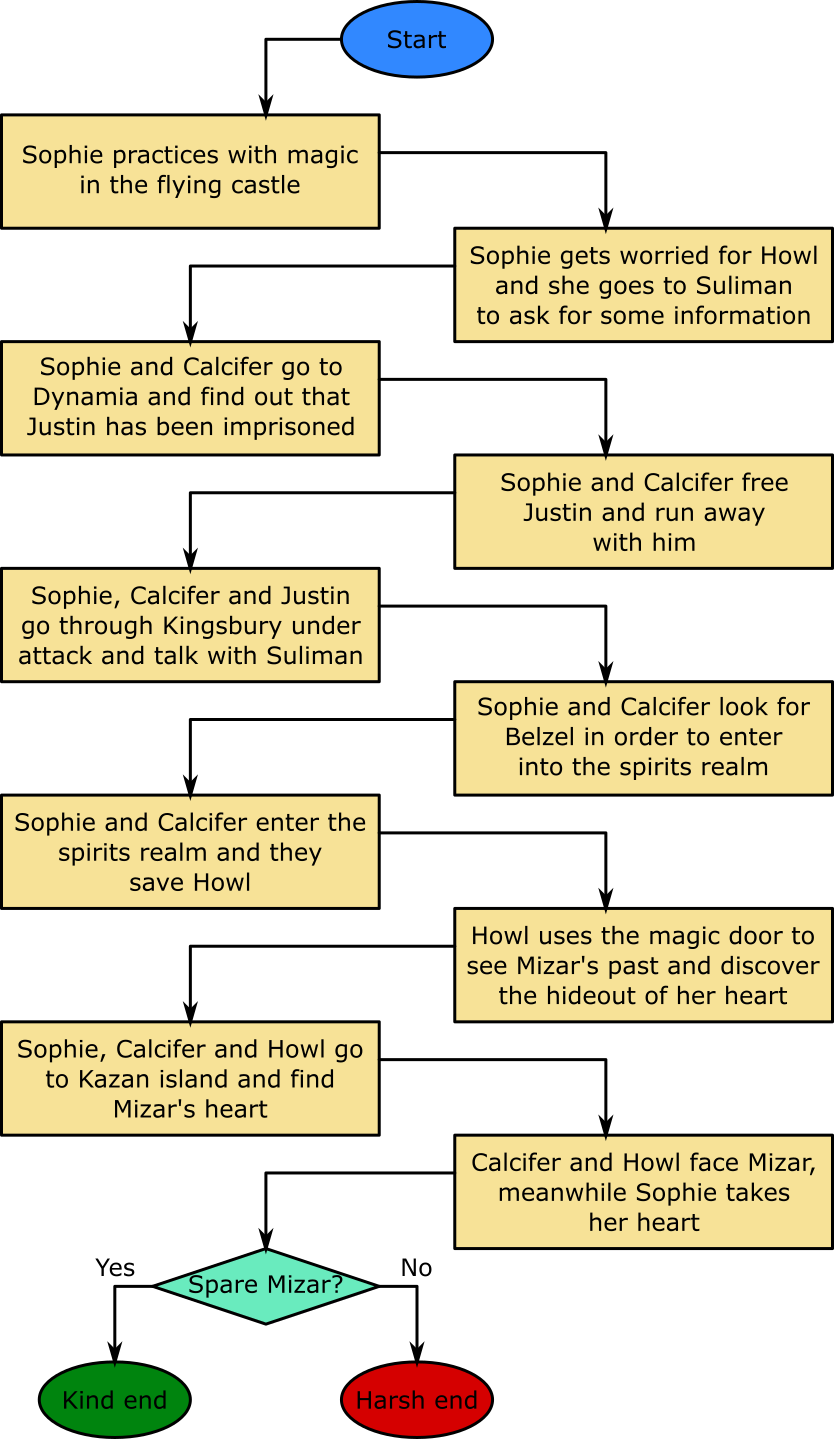 Start
Sophie practices with magic
in the flying castle
Sophie gets worried for Howl
and she goes to Suliman
to ask for some information
Sophie and Calcifer go to
Dynamia and find out that
Justin has been imprisoned
Sophie and Calcifer free
Justin and run away
with him
Sophie, Calcifer and Justin
go through Kingsbury under
attack and talk with Suliman
Sophie and Calcifer look for
Belzel in order to enter
into the spirits realm
Sophie and Calcifer enter the
spirits realm and they
save Howl
Howl uses the magic door to
see Mizar's past and discover
the hideout of her heart
Sophie, Calcifer and Howl go
to Kazan island and find
Mizar's heart
Calcifer and Howl face Mizar,
meanwhile Sophie takes
her heart
Spare Mizar?
Yes
No
Kind end
Harsh end